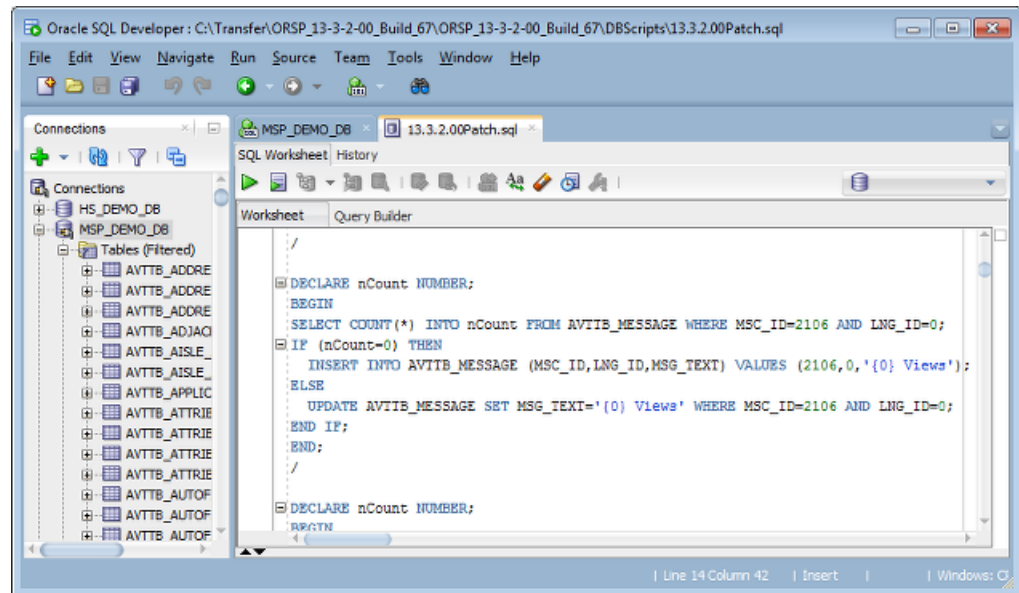 Oracle SQL Developer : C:\Transfer\ORSP_13-3-2-00_Build_67\ORSP_13-3-2-00_Build_67\DBScripts\13.3.2.00Patch.sql
File Edit View Navigate Run Source Team Tools Window Help
Connections
MSP_DEMO_DB
13.3.2.00Patch.sql
SQL Worksheet History
Connections
HS_DEMO_DB
MSP_DEMO_DB
Tables (Filtered)
AVTTB_ADDRE
AVTTB_ADDRE
AVTTB_ADDRE
AVTTB_ADJACI
AVTTB_AISLE_
AVTTB_AISLE_
AVTTB_APPLIC
AVTTB_ATTRIE
AVTTB_ATTRIE
AVTTB_ATTRIE
AVTTB_ATTRIE
AVTTB_AUTOF
AVTTB_AUTOF
AVTTB_AUTOF
Worksheet Query Builder
/
DECLARE nCount NUMBER;
BEGIN
SELECT COUNT(*) INTO nCount FROM AVTTB_MESSAGE WHERE MSC_ID=2106 AND LNG_ID=0;
IF (nCount=0) THEN
INSERT INTO AVTTB_MESSAGE (MSC_ID,LNG_ID,MSG_TEXT) VALUES (2106,0,'{0} Views');
ELSE
UPDATE AVTTB_MESSAGE SET MSG_TEXT='{0} Views' WHERE MSC_ID=2106 AND LNG_ID=0;
END IF;
END;
/
DECLARE nCount NUMBER;
BEGIN
Line 14 Column 42 | Insert | | Windows: